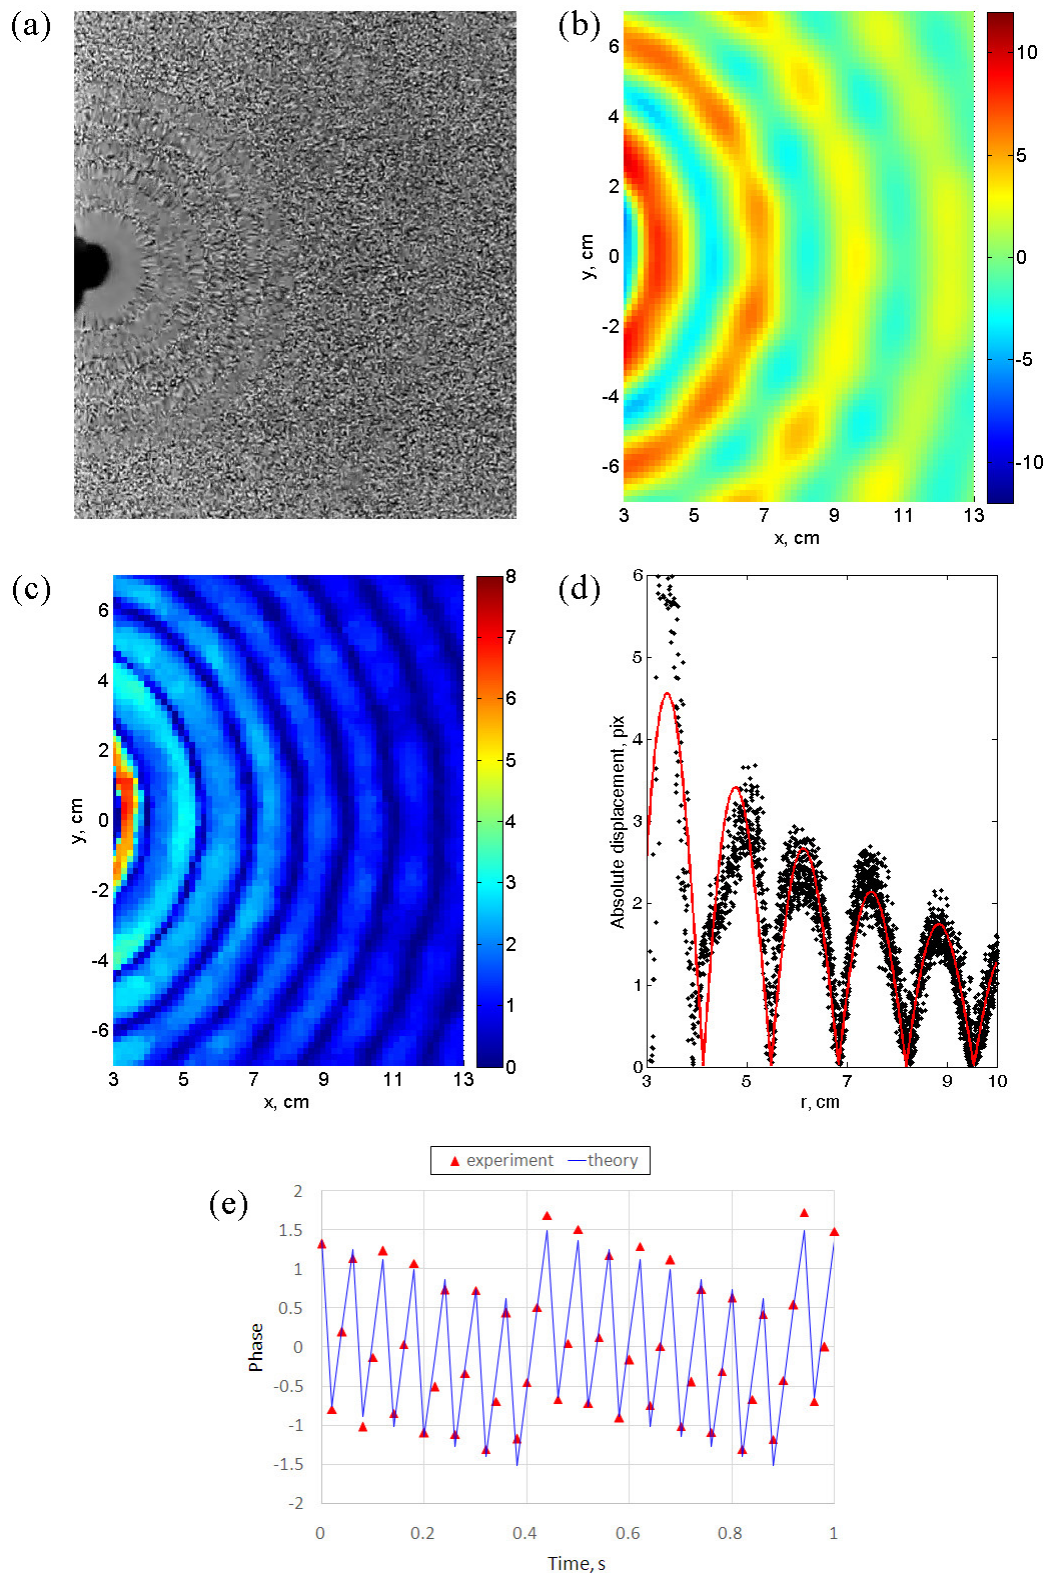 (a)
(b)
6
4
2
0
-2
-4
-6
y, cm
3 5 7 9 11 13
x, cm
10
5
0
-5
-10
(c)
6
4
2
0
-2
-4
-6
y, cm
3 5 7 9 11 13
x, cm
8
7
6
5
4
3
2
1
0
(d)
6
5
4
3
2
1
0
Absolute displacement, pix
3 5 7 9 10
r, cm
experiment theory
(e)
2
1.5
1
0.5
0
-0.5
-1
-1.5
-2
Phase
0 0.2 0.4 0.6 0.8 1
Time, s